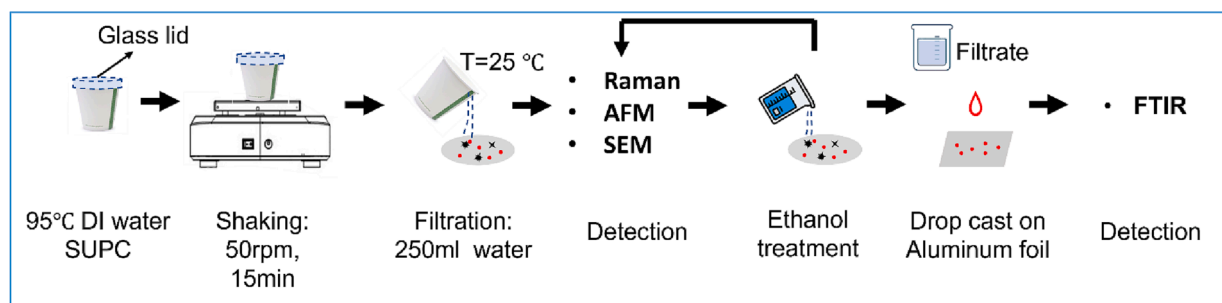 Glass lid
T=25 ℃
• Raman
• AFM
• SEM
Filtrate
• FTIR
95℃ DI water
SUPC
Shaking:
50rpm,
15min
Filtration:
250ml  water
Detection
Ethanol
treatment
Drop cast on
Aluminum foil
Detection